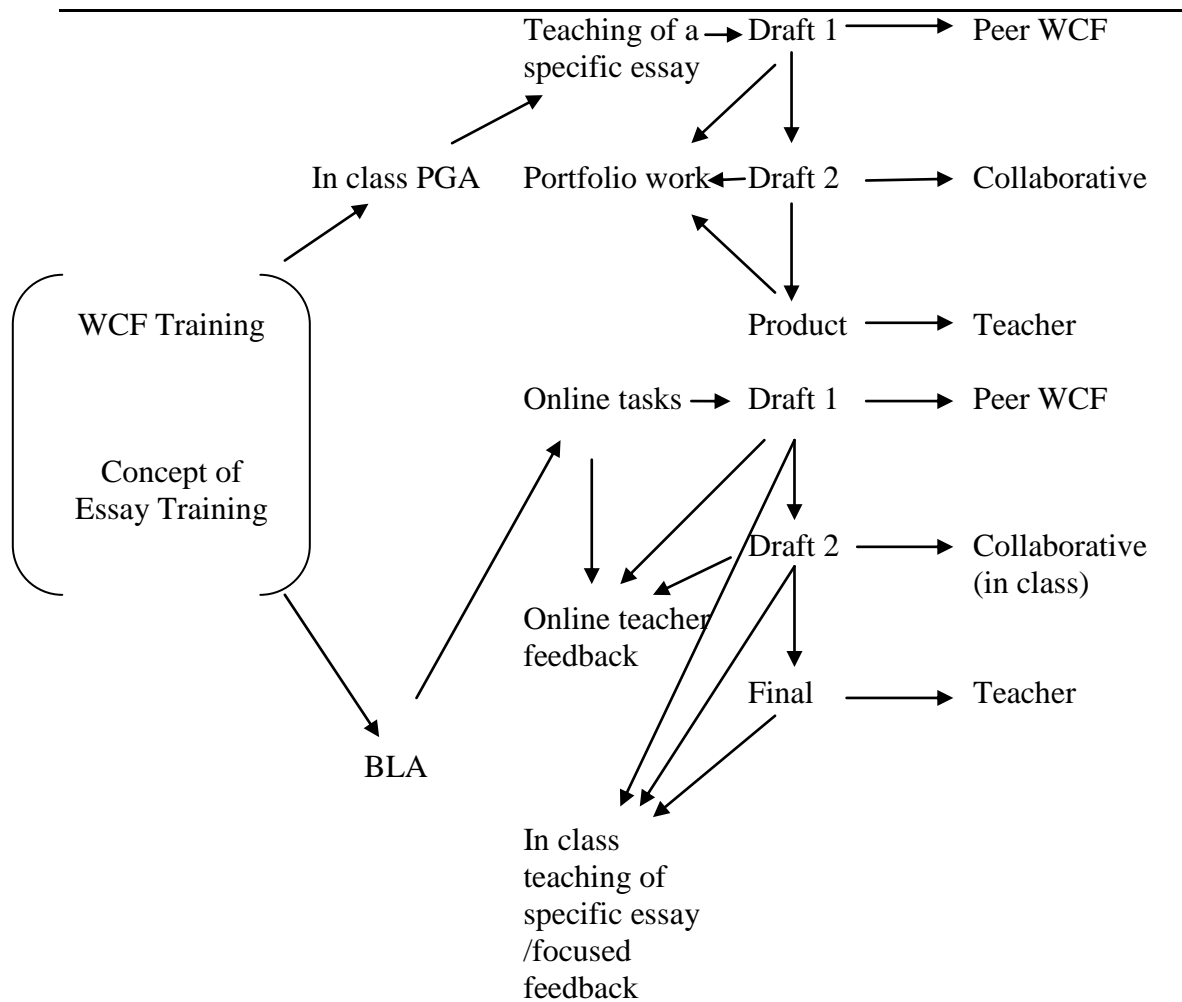 Teaching of a
specific essay
Draft 1
Peer WCF
In class PGA
Portfolio work
Draft 2
Collaborative
WCF Training
Product
Teacher
Online tasks
Draft 1
Peer WCF
Concept of
Essay Training
Draft 2
Collaborative
(in class)
Online teacher
feedback
Final
Teacher
BLA
In class
teaching of
specific essay
/focused
feedback